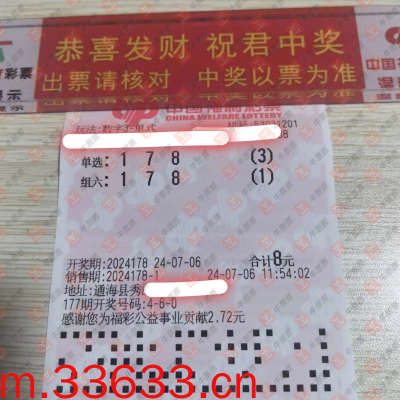 恭喜发财 祝君中奖
出票请核对 中奖以票为准
中国福利彩票
CHINA WELFARE LOTTERY
单选: 1 7 8 (3)
组六: 1 7 8 (1)
开奖期: 2024178 24-07-06 合计8元
销售期: 2024178-1 24-07-06 11:54:02
地址: 通海县秀
177期开奖号码: 4-6-0
感谢您为福彩公益事业贡献2.72元
m.33633.cn